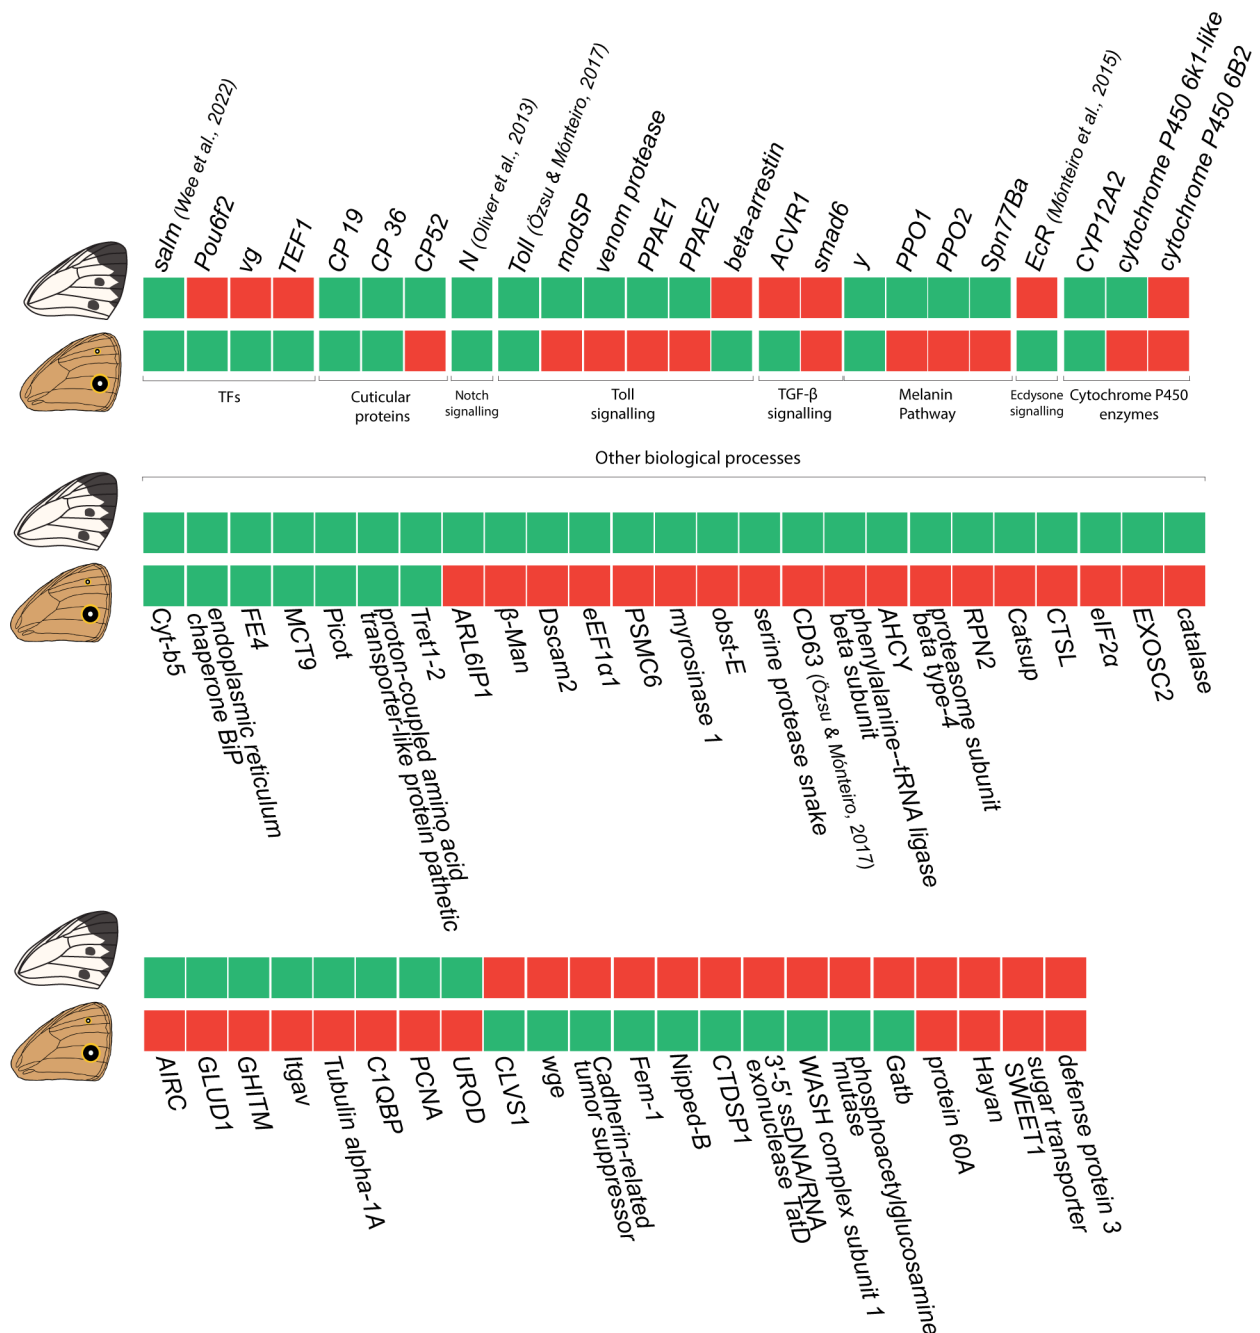 salm (Wee et al., 2022)
Pou6f2
vg
TEF1
CP 19
CP 36
CP52
N (Oliver et al., 2013)
Toll (Özsu & Mónteiro, 2017)
modSP
venom protease
PPAE1
PPAE2
beta-arrestin
ACVR1
smad6
y
PPO1
PPO2
Spn77Ba
EcR (Mónteiro et al., 2015)
CYP12A2
cytochrome P450 6k1-like
cytochrome P450 6B2
TFs
Cuticular
proteins
Notch
signalling
Toll
signalling
TGF-β
signalling
Melanin
Pathway
Ecdysone
signalling
Cytochrome P450
enzymes
Other biological processes
Cyt-b5
endoplasmic reticulum
chaperone BiP
FE4
MCT9
Picot
proton-coupled amino acid
transporter-like protein pathetic
Tret1-2
ARL6IP1
β-Man
Dscam2
eEF1α1
PSMC6
myrosinase 1
obst-E
serine protease snake
CD63 (Özsu & Mónteiro, 2017)
phenylalanine--tRNA ligase
beta subunit
AHCY
proteasome subunit
beta type-4
RPN2
Catsup
CTSL
eIF2α
EXOSC2
catalase
AIRC
GLUD1
GHITM
Itgav
Tubulin alpha-1A
C1QBP
PCNA
UROD
CLVS1
wge
Cadherin-related
tumor suppressor
Fem-1
Nipped-B
CTDSP1
3'-5' ssDNA/RNA
exonuclease TatD
WASH complex subunit 1
phosphoacetylglucosamine
mutase
Gatb
protein 60A
Hayan
sugar transporter
SWEET1
defense protein 3